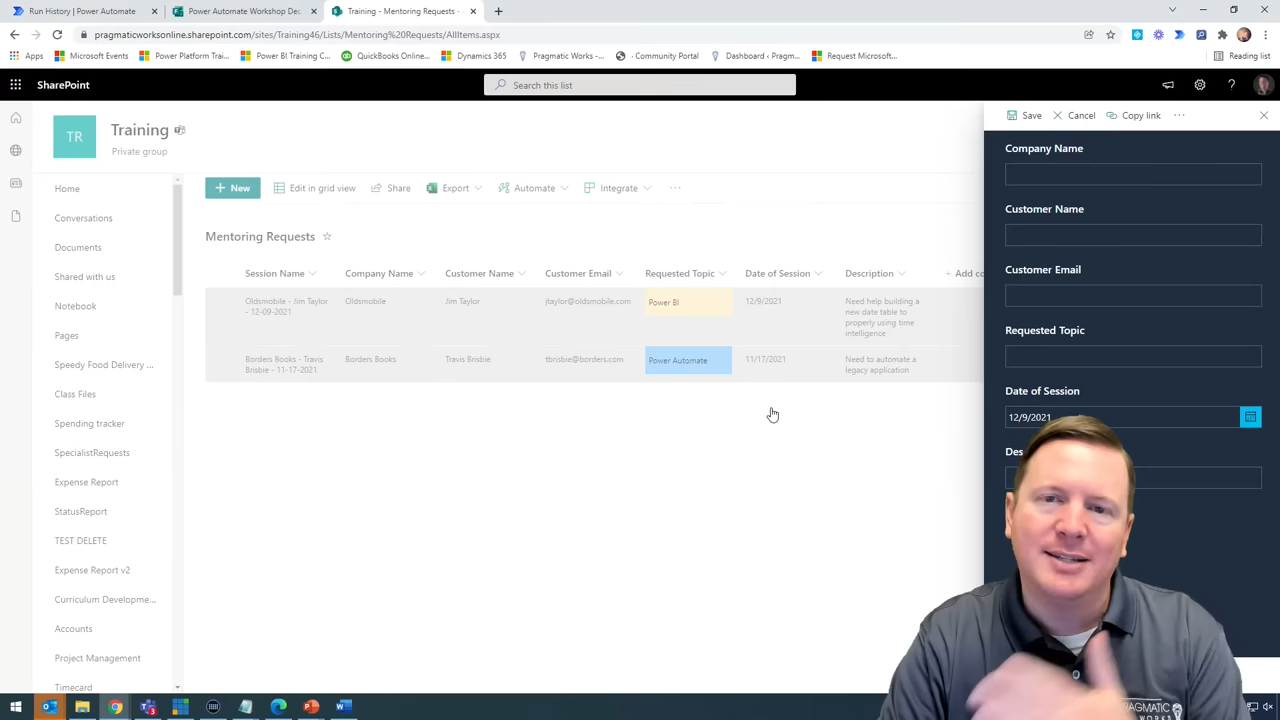 Run History | Power Automate
Power Automate Workshop Dec
Training - Mentoring Requests -
pragmaticworksonline.sharepoint.com/sites/Training46/Lists/Mentoring%20Requests/AllItems.aspx
Apps
Microsoft Events
Power Platform Trai...
Power BI Training C...
QuickBooks Online...
Dynamics 365
Pragmatic Works -...
· Community Portal
Dashboard ‹ Pragm...
Request Microsoft...
Reading list
SharePoint
Search this list
TR
Training
Private group
Save
Cancel
Copy link
Home
Conversations
Documents
Shared with us
Notebook
Pages
Speedy Food Delivery ...
Class Files
Spending tracker
SpecialistRequests
Expense Report
StatusReport
TEST DELETE
Expense Report v2
Curriculum Developme...
Accounts
Project Management
Timecard
New
Edit in grid view
Share
Export
Automate
Integrate
Mentoring Requests
Session Name
Company Name
Customer Name
Customer Email
Requested Topic
Date of Session
Description
+ Add co
Oldsmobile - Jim Taylor
- 12-09-2021
Oldsmobile
Jim Taylor
jtaylor@oldsmobile.com
Power BI
12/9/2021
Need help building a
new date table to
properly using time
intelligence
Borders Books - Travis
Brisbie - 11-17-2021
Borders Books
Travis Brisbie
tbrisbie@borders.com
Power Automate
11/17/2021
Need to automate a
legacy application
Company Name
Customer Name
Customer Email
Requested Topic
Date of Session
12/9/2021
Des
PRAGMATIC
WORKS